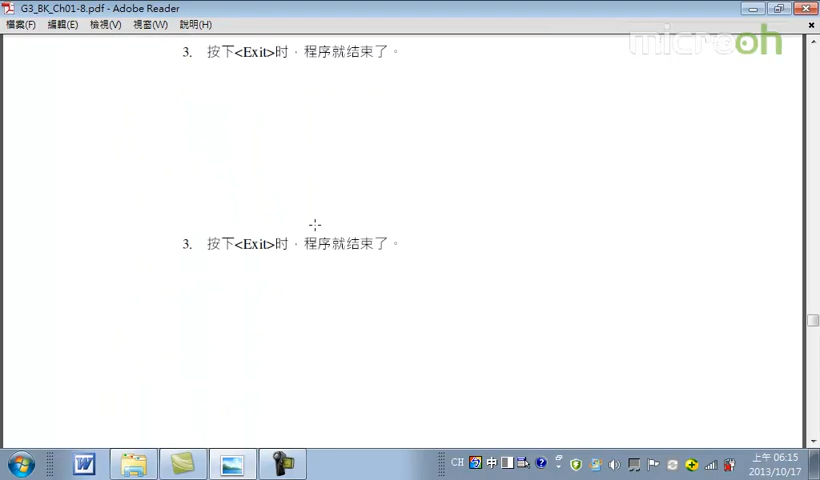 G3_BK_Ch01-8.pdf - Adobe Reader
檔案(F) 編輯(E) 檢視(V) 視窗(W) 說明(H)
microoh
3. 按下<Exit>时，程序就结束了。
3. 按下<Exit>时，程序就结束了。
CH 中
上午 06:15
2013/10/17